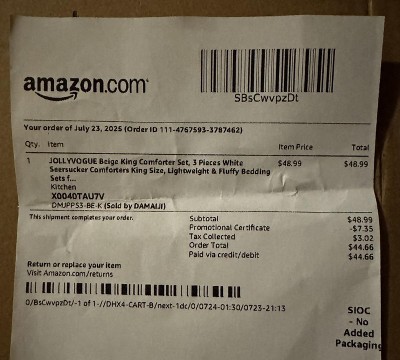 amazon.com
SBsCwvpzDt
Your order of July 23, 2025 (Order ID 111-4767593-3787462)
Qty. Item Item Price Total
1 JOLLYVOGUE Beige King Comforter Set, 3 Pieces White $48.99 $48.99
Seersucker Comforters King Size, Lightweight & Fluffy Bedding
Sets f...
Kitchen
X0040TAU7V
DMJPP53-BE-K (Sold by DAMAIJI)
This shipment completes your order.
Subtotal $48.99
Promotional Certificate -$7.35
Tax Collected $3.02
Order Total $44.66
Paid via credit/debit $44.66
Return or replace your item
Visit Amazon.com/returns
0/BsCwvpzDt/-1 of 1-//DHX4-CART-B/next-1dc/0/0724-01:30/0723-21:13
SIOC
- No
Added
Packaging